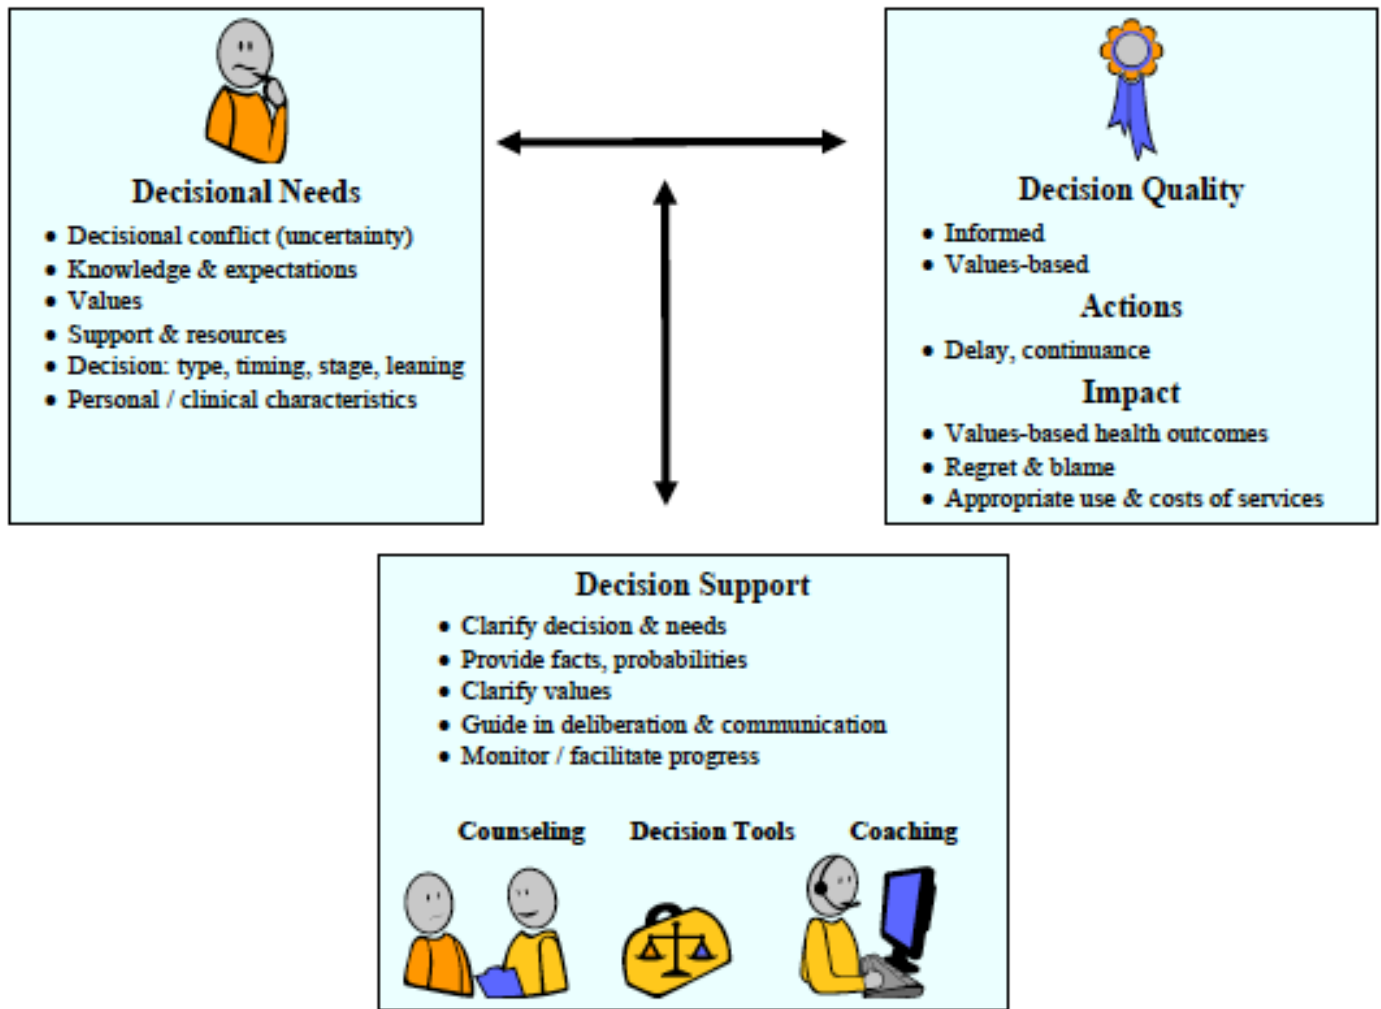 Decisional Needs
• Decisional conflict (uncertainty)
• Knowledge & expectations
• Values
• Support & resources
• Decision: type, timing, stage, leaning
• Personal / clinical characteristics
Decision Quality
• Informed
• Values-based
Actions
• Delay, continuance
Impact
• Values-based health outcomes
• Regret & blame
• Appropriate use & costs of services
Decision Support
• Clarify decision & needs
• Provide facts, probabilities
• Clarify values
• Guide in deliberation & communication
• Monitor / facilitate progress
Counseling Decision Tools Coaching